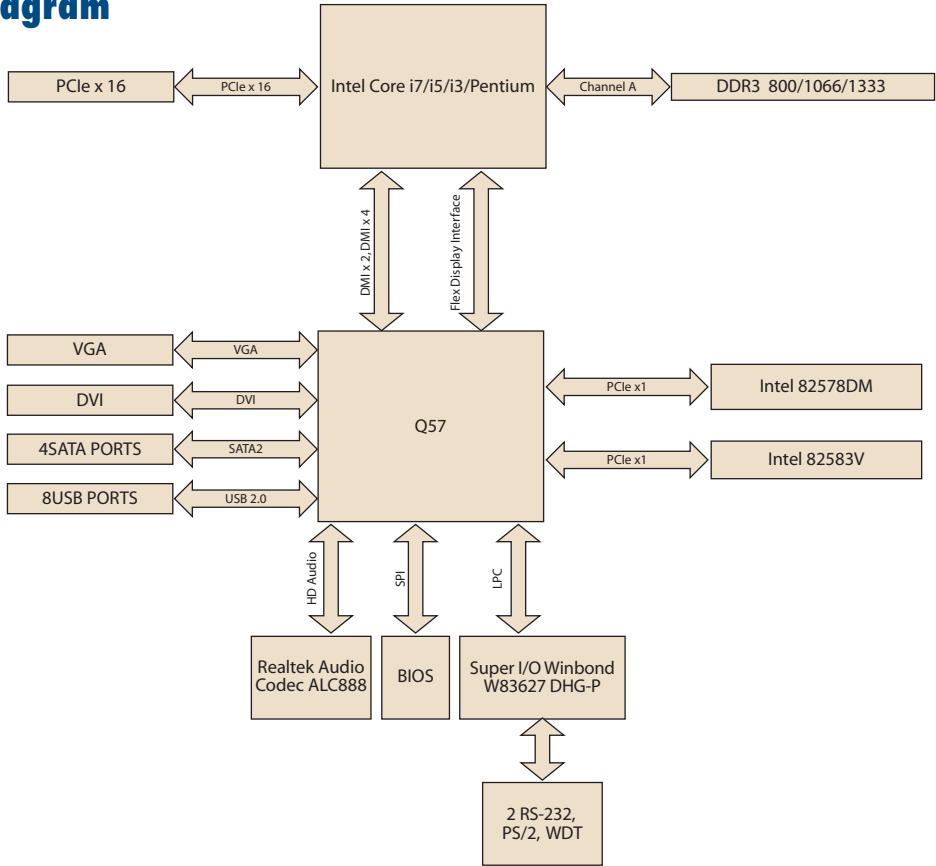 agram
PCIe x 16
PCIe x 16
Intel Core i7/i5/i3/Pentium
Channel A
DDR3 800/1066/1333
DMI x 2,DMI x 4
Flex Display Interface
VGA
VGA
DVI
DVI
4SATA PORTS
SATA2
8USB PORTS
USB 2.0
Q57
PCIe x1
Intel 82578DM
PCIe x1
Intel 82583V
HD Audio
SPI
LPC
Realtek Audio
Codec ALC888
BIOS
Super I/O Winbond
W83627 DHG-P
2 RS-232,
PS/2, WDT